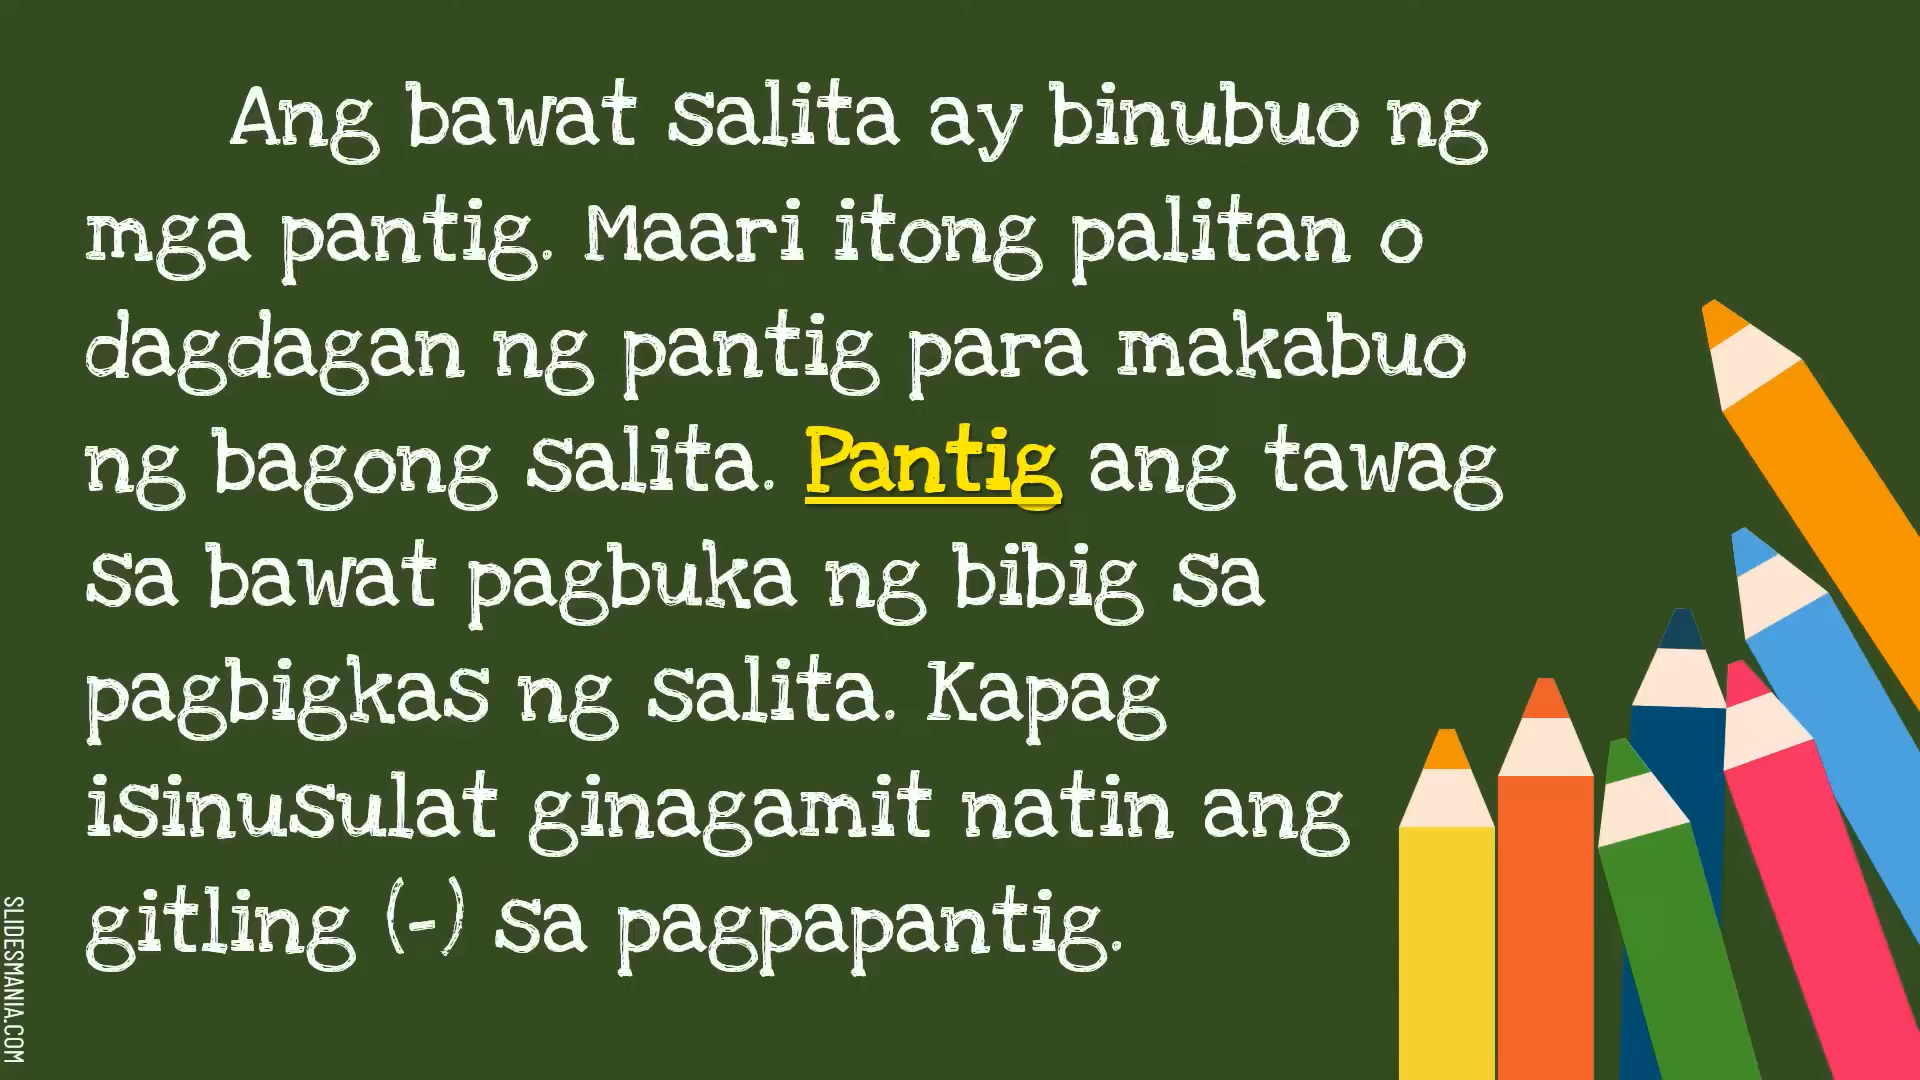 Ang bawat salita ay binubuo ng
mga pantig. Maari itong palitan o
dagdagan ng pantig para makabuo
ng bagong salita. Pantig ang tawag
sa bawat pagbuka ng bibig sa
pagbigkas ng salita. Kapag
isinusulat ginagamit natin ang
gitling (-) sa pagpapantig.
SLIDESMANIA.COM